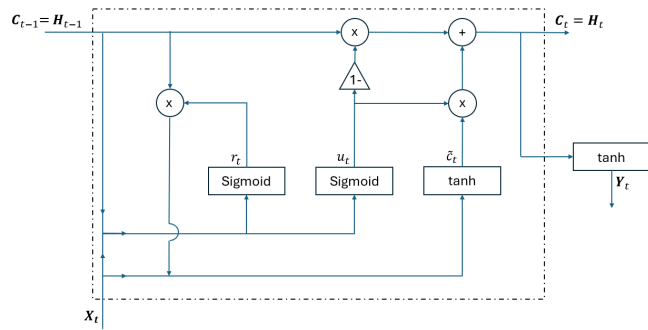 C_{t-1} = H_{t-1}
C_t = H_t
x
+
1-
x
x
r_t
u_t
c̃_t
Sigmoid
Sigmoid
tanh
tanh
Y_t
X_t